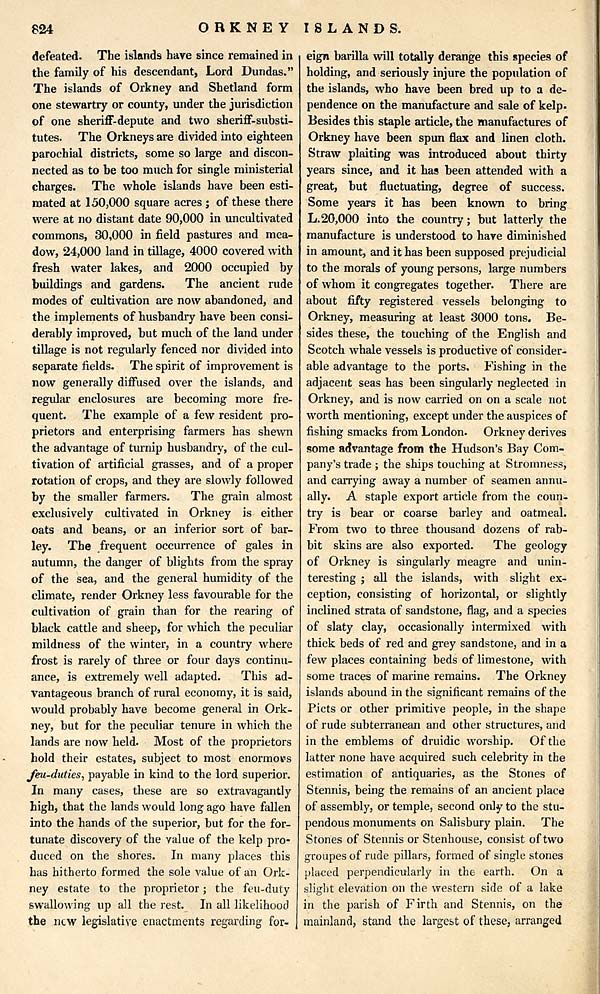 824
ORKNEY ISLANDS.
defeated. The islands have since remained in
the family of his descendant, Lord Dundas."
The islands of Orkney and Shetland form
one stewartry or county, under the jurisdiction
of one sheriff-depute and two sheriff-substi-
tutes. The Orkneys are divided into eighteen
parochial districts, some so large and discon-
nected as to be too much for single ministerial
charges. The whole islands have been esti-
mated at 150,000 square acres; of these there
were at no distant date 90,000 in uncultivated
commons, 30,000 in field pastures and mea-
dow, 24,000 land in tillage, 4000 covered with
fresh water lakes, and 2000 occupied by
buildings and gardens. The ancient rude
modes of cultivation are now abandoned, and
the implements of husbandry have been consi-
derably improved, but much of the land under
tillage is not regularly fenced nor divided into
separate fields. The spirit of improvement is
now generally diffused over the islands, and
regular enclosures are becoming more fre-
quent. The example of a few resident pro-
prietors and enterprising farmers has shewn
the advantage of turnip husbandry, of the cul-
tivation of artificial grasses, and of a proper
rotation of crops, and they are slowly followed
by the smaller farmers. The grain almost
exclusively cultivated in Orkney is either
oats and beans, or an inferior sort of bar-
ley. The frequent occurrence of gales in
autumn, the danger of blights from the spray
of the sea, and the general humidity of the
climate, render Orkney less favourable for the
cultivation of grain than for the rearing of
black cattle and sheep, for which the peculiar
mildness of the winter, in a country where
frost is rarely of three or four days continu-
ance, is extremely well adapted. This ad-
vantageous branch of rural economy, it is said,
would probably have become general in Ork-
ney, but for the peculiar tenure in which the
lands are now held. Most of the proprietors
hold their estates, subject to most enormous
feu-duties, payable in kind to the lord superior.
In many cases, these are so extravagantly
high, that the lands would long ago have fallen
into the hands of the superior, but for the for-
tunate discovery of the value of the kelp pro-
duced on the shores. In many places this
has hitherto formed the sole value of an Ork-
ney estate to the proprietor; the feu-duty
swallowing up all the rest. In all likelihood
the new legislative enactments regarding for-
eign barilla will totally derange this species of
holding, and seriously injure the population of
the islands, who have been bred up to a de-
pendence on the manufacture and sale of kelp.
Besides this staple article, the manufactures of
Orkney have been spun flax and linen cloth.
Straw plaiting was introduced about thirty
years since, and it has been attended with a
great, but fluctuating, degree of success.
Some years it has been known to bring
L.20,000 into the country; but latterly the
manufacture is understood to have diminished
in amount, and it has been supposed prejudicial
to the morals of young persons, large numbers
of whom it congregates together. There are
about fifty registered vessels belonging to
Orkney, measuring at least 3000 tons. Be-
sides these, the touching of the English and
Scotch whale vessels is productive of consider-
able advantage to the ports. Fishing in the
adjacent seas has been singularly neglected in
Orkney, and is now carried on on a scale not
worth mentioning, except under the auspices of
fishing smacks from London. Orkney derives
some advantage from the Hudson's Bay Com-
pany's trade; the ships touching at Stromness,
and carrying away a number of seamen annu-
ally. A staple export article from the coun-
try is bear or coarse barley and oatmeal.
From two to three thousand dozens of rab-
bit skins are also exported. The geology
of Orkney is singularly meagre and unin-
teresting; all the islands, with slight ex-
ception, consisting of horizontal, or slightly
inclined strata of sandstone, flag, and a species
of slaty clay, occasionally intermixed with
thick beds of red and grey sandstone, and in a
few places containing beds of limestone, with
some traces of marine remains. The Orkney
islands abound in the significant remains of the
Picts or other primitive people, in the shape
of rude subterranean and other structures, and
in the emblems of druidic worship. Of the
latter none have acquired such celebrity in the
estimation of antiquaries, as the Stones of
Stennis, being the remains of an ancient place
of assembly, or temple, second only to the stu-
pendous monuments on Salisbury plain. The
Stones of Stennis or Stenhouse, consist of two
groupes of rude pillars, formed of single stones
placed perpendicularly in the earth. On a
slight elevation on the western side of a lake
in the parish of Firth and Stennis, on the
mainland, stand the largest of these, arranged